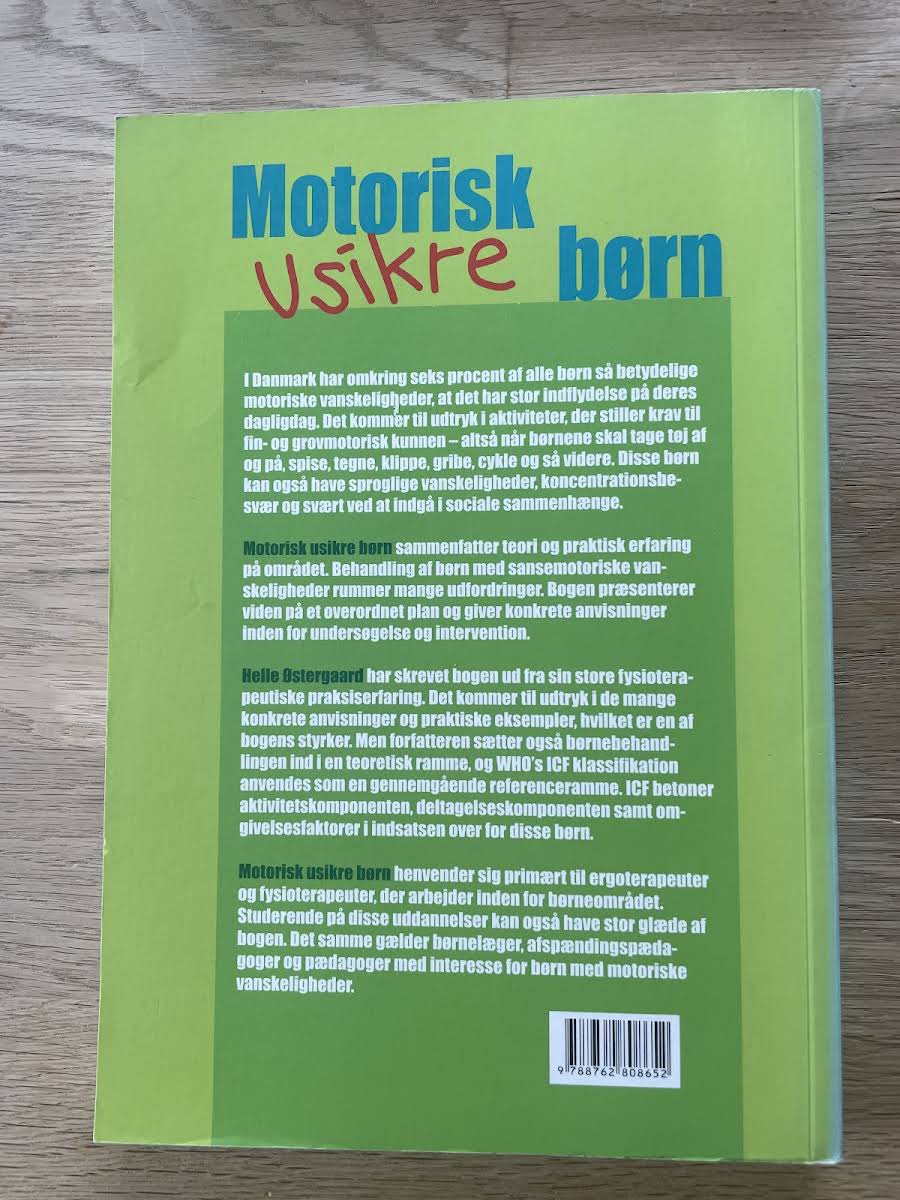 Motorisk
usikre børn
I Danmark har omkring seks procent af alle børn så betydelige
motoriske vanskeligheder, at det har stor indflydelse på deres
dagligdag. Det kommer til udtryk i aktiviteter, der stiller krav til
fin- og grovmotorisk kunnen – altså når børnene skal tage tøj af
og på, spise, tegne, klippe, gribe, cykle og så videre. Disse børn
kan også have sproglige vanskeligheder, koncentrationsbe-
svær og svært ved at indgå i sociale sammenhænge.
Motorisk usikre børn sammenfatter teori og praktisk erfaring
på området. Behandling af børn med sansemotoriske van-
skeligheder rummer mange udfordringer. Bogen præsenterer
viden på et overordnet plan og giver konkrete anvisninger
inden for undersøgelse og intervention.
Helle Østergaard har skrevet bogen ud fra sin store fysiotera-
peutiske praksiserfaring. Det kommer til udtryk i de mange
konkrete anvisninger og praktiske eksempler, hvilket er en af
bogens styrker. Men forfatteren sætter også børnebehand-
lingen ind i en teoretisk ramme, og WHO's ICF klassifikation
anvendes som en gennemgående referenceramme. ICF betoner
aktivitetskomponenten, deltagelseskomponenten samt om-
givelsesfaktorer i indsatsen over for disse børn.
Motorisk usikre børn henvender sig primært til ergoterapeuter
og fysioterapeuter, der arbejder inden for børneområdet.
Studerende på disse uddannelser kan også have stor glæde af
bogen. Det samme gælder børnelæger, afspændingspæda-
goger og pædagoger med interesse for børn med motoriske
vanskeligheder.
9 788762 808652